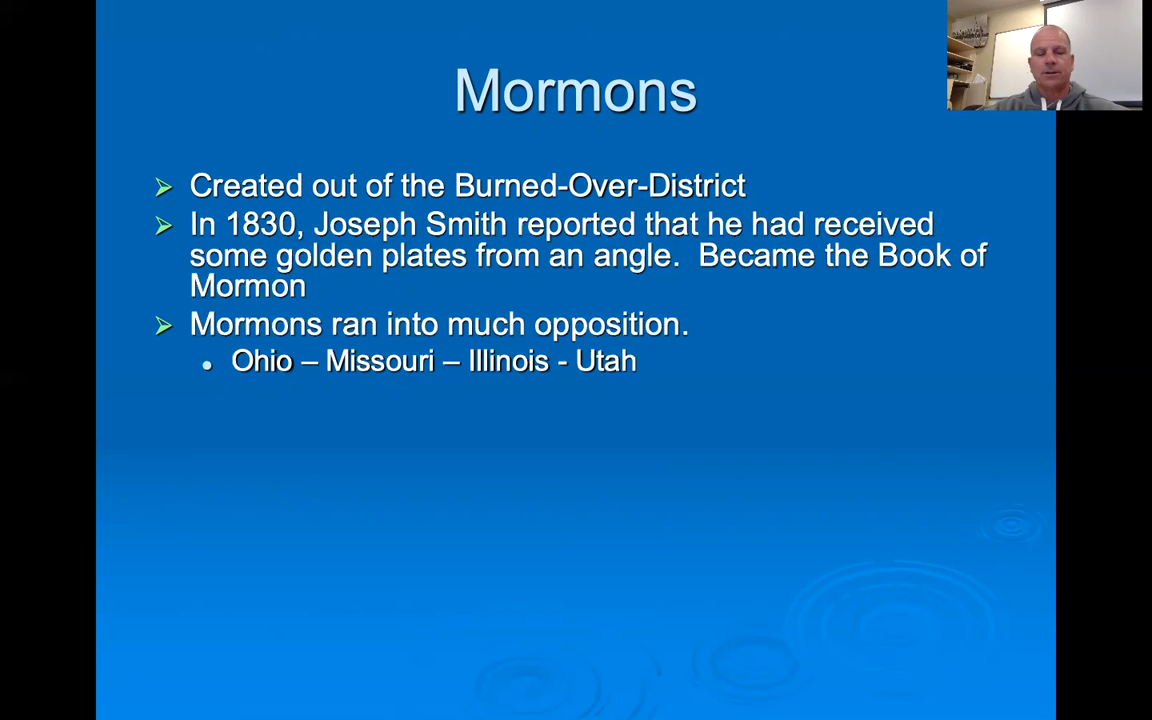 Mormons
Created out of the Burned-Over-District
In 1830, Joseph Smith reported that he had received
some golden plates from an angle.  Became the Book of
Mormon
Mormons ran into much opposition.
Ohio – Missouri – Illinois - Utah